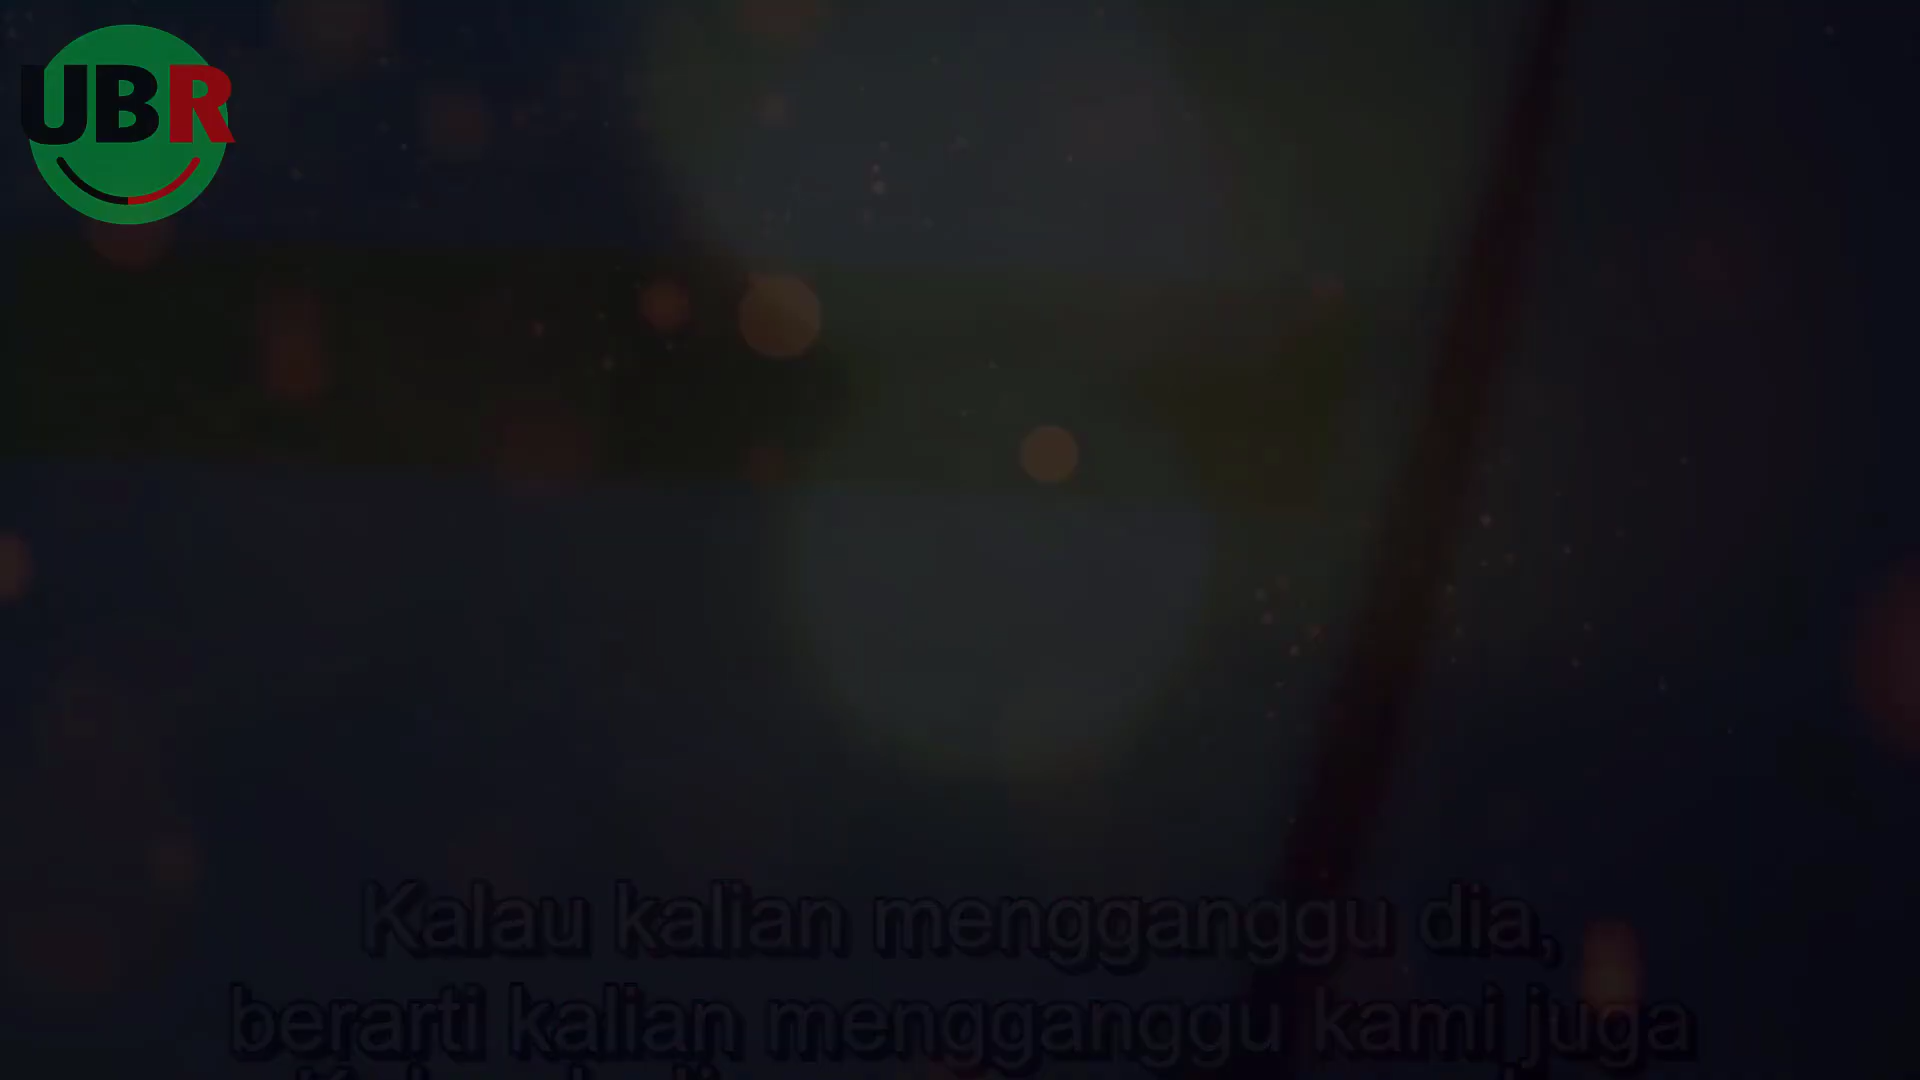 UBR
Kalau kalian mengganggu dia,
berarti kalian mengganggu kami juga